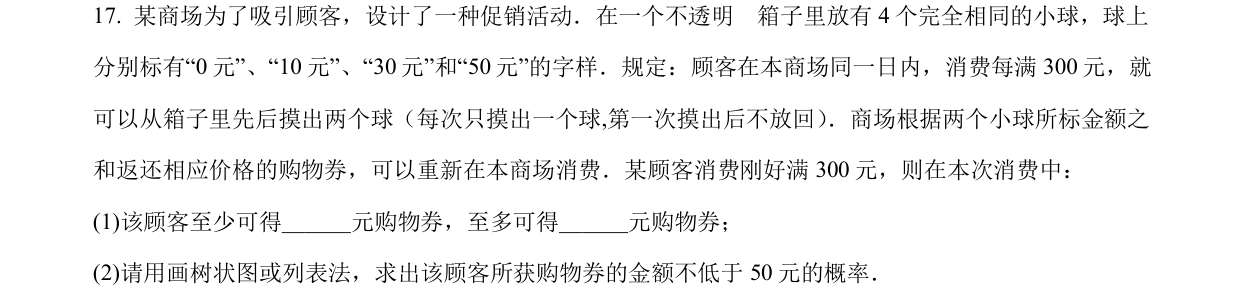 17. 某商场为了吸引顾客，设计了一种促销活动．在一个不透明 箱子里放有 4 个完全相同的小球，球上
分别标有“0 元”、“10 元”、“30 元”和“50 元”的字样．规定：顾客在本商场同一日内，消费每满 300 元，就
可以从箱子里先后摸出两个球（每次只摸出一个球,第一次摸出后不放回）．商场根据两个小球所标金额之
和返还相应价格的购物券，可以重新在本商场消费．某顾客消费刚好满 300 元，则在本次消费中：
(1)该顾客至少可得______元购物券，至多可得______元购物券；
(2)请用画树状图或列表法，求出该顾客所获购物券的金额不低于 50 元的概率．